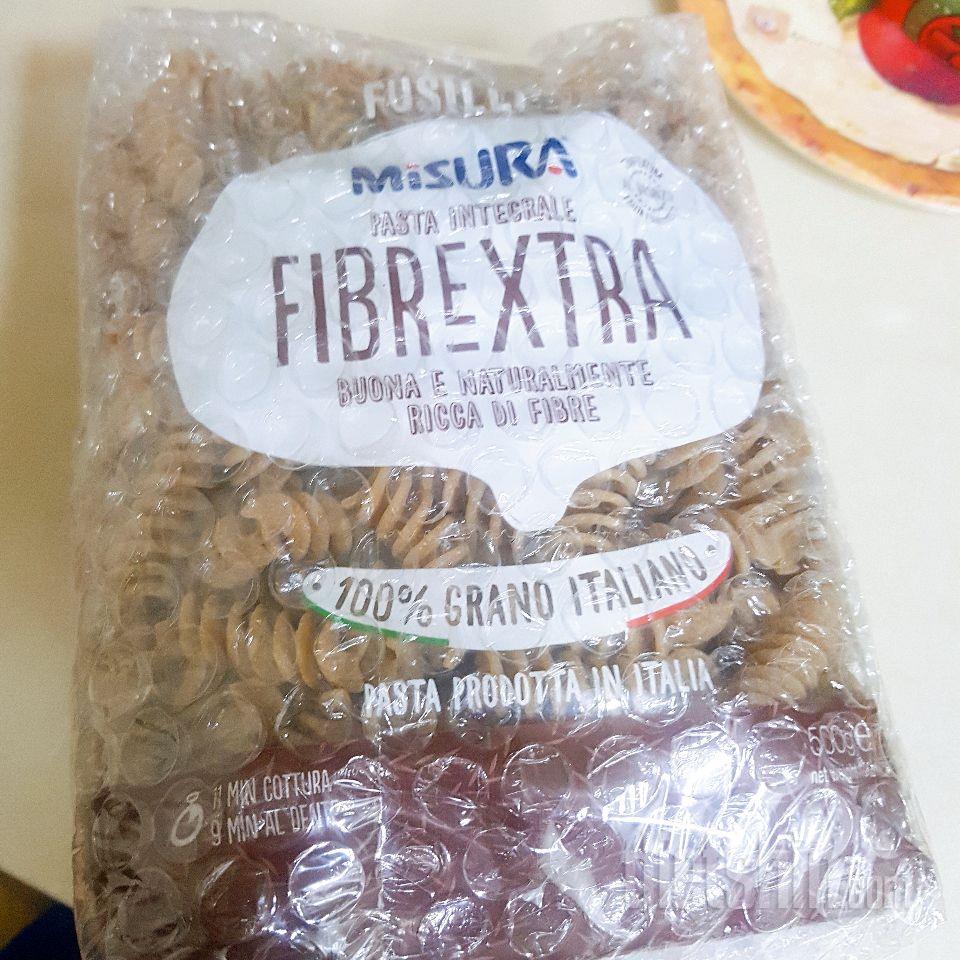 FUSILLI
MiSURA
PASTA iNTEGRALE
FIBREXTRA
BUONA E NATURALMENTE
RICCA DI FIBRE
100% GRANO ITALIANO
PASTA PRODOTTA IN ITALIA
500g e
net
11 MIN COTTURA
9 MIN AL DENTE